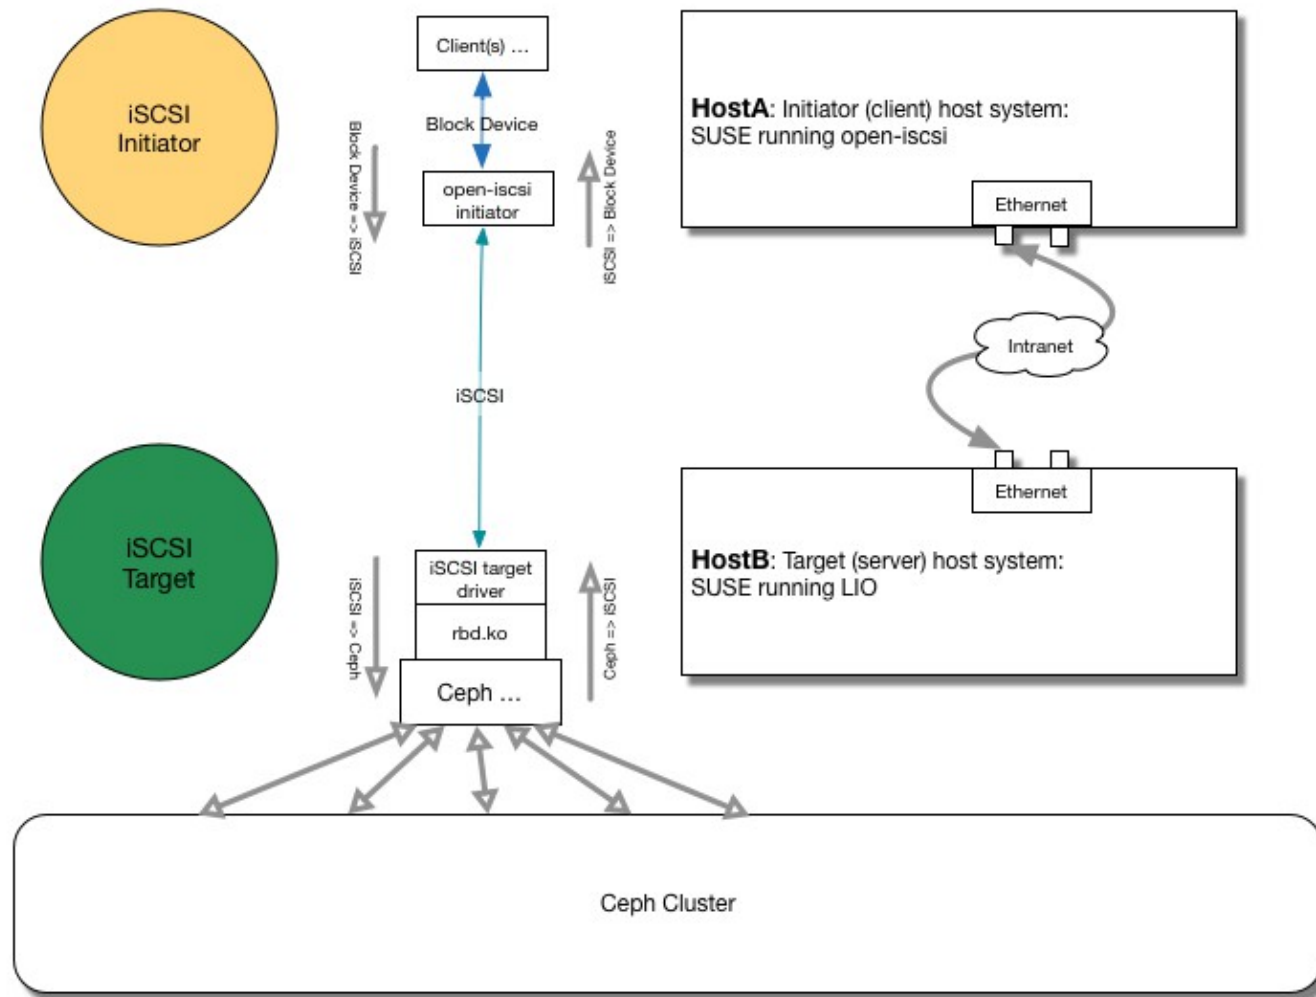 iSCSI
Initiator
Client(s) ...
Block Device
Block Device => iSCSI
iSCSI => Block Device
open-iscsi
initiator
HostA: Initiator (client) host system:
SUSE running open-iscsi
Ethernet
Intranet
iSCSI
iSCSI
Target
iSCSI target
driver
rbd.ko
Ceph ...
iSCSI => Ceph
Ceph => iSCSI
Ethernet
HostB: Target (server) host system:
SUSE running LIO
Ceph Cluster